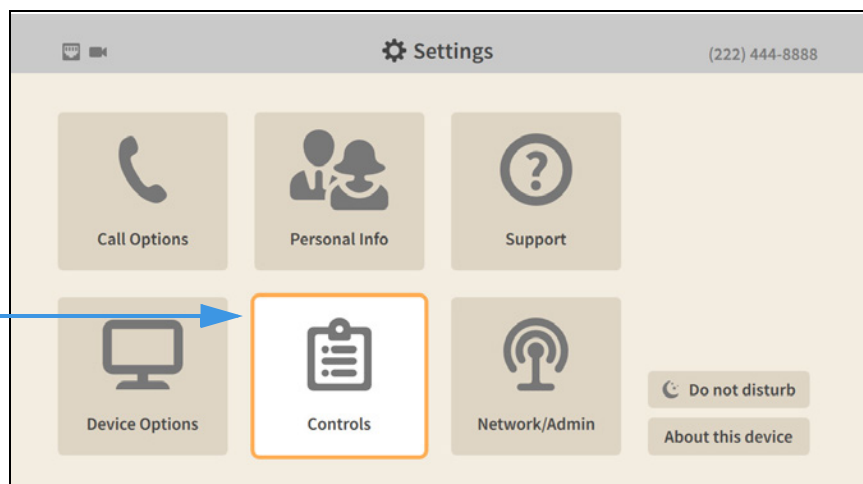 Settings
(222) 444-8888
Call Options
Personal Info
?
Support
Device Options
Controls
Network/Admin
Do not disturb
About this device